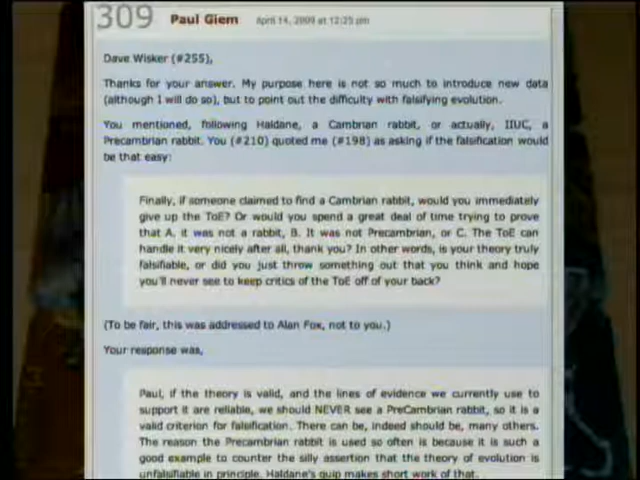 309 Paul Giem April 14, 2009 at 12:25 pm
Dave Wisker (#255),
Thanks for your answer. My purpose here is not so much to introduce new data
(although I will do so), but to point out the difficulty with falsifying evolution.
You mentioned, following Haldane, a Cambrian rabbit, or actually, IIUC, a
Precambrian rabbit. You (#210) quoted me (#198) as asking if the falsification would
be that easy:
Finally, if someone claimed to find a Cambrian rabbit, would you immediately
give up the ToE? Or would you spend a great deal of time trying to prove
that A. it was not a rabbit, B. It was not Precambrian, or C. The ToE can
handle it very nicely after all, thank you? In other words, is your theory truly
falsifiable, or did you just throw something out that you think and hope
you'll never see to keep critics of the ToE off of your back?
(To be fair, this was addressed to Alan Fox, not to you.)
Your response was,
Paul, if the theory is valid, and the lines of evidence we currently use to
support it are reliable, we should NEVER see a PreCambrian rabbit, so it is a
valid criterion for falsification. There can be, indeed should be, many others.
The reason the Precambrian rabbit is used so often is because it is such a
good example to counter the silly assertion that the theory of evolution is
unfalsifiable in principle. Haldane's quip makes short work of that.